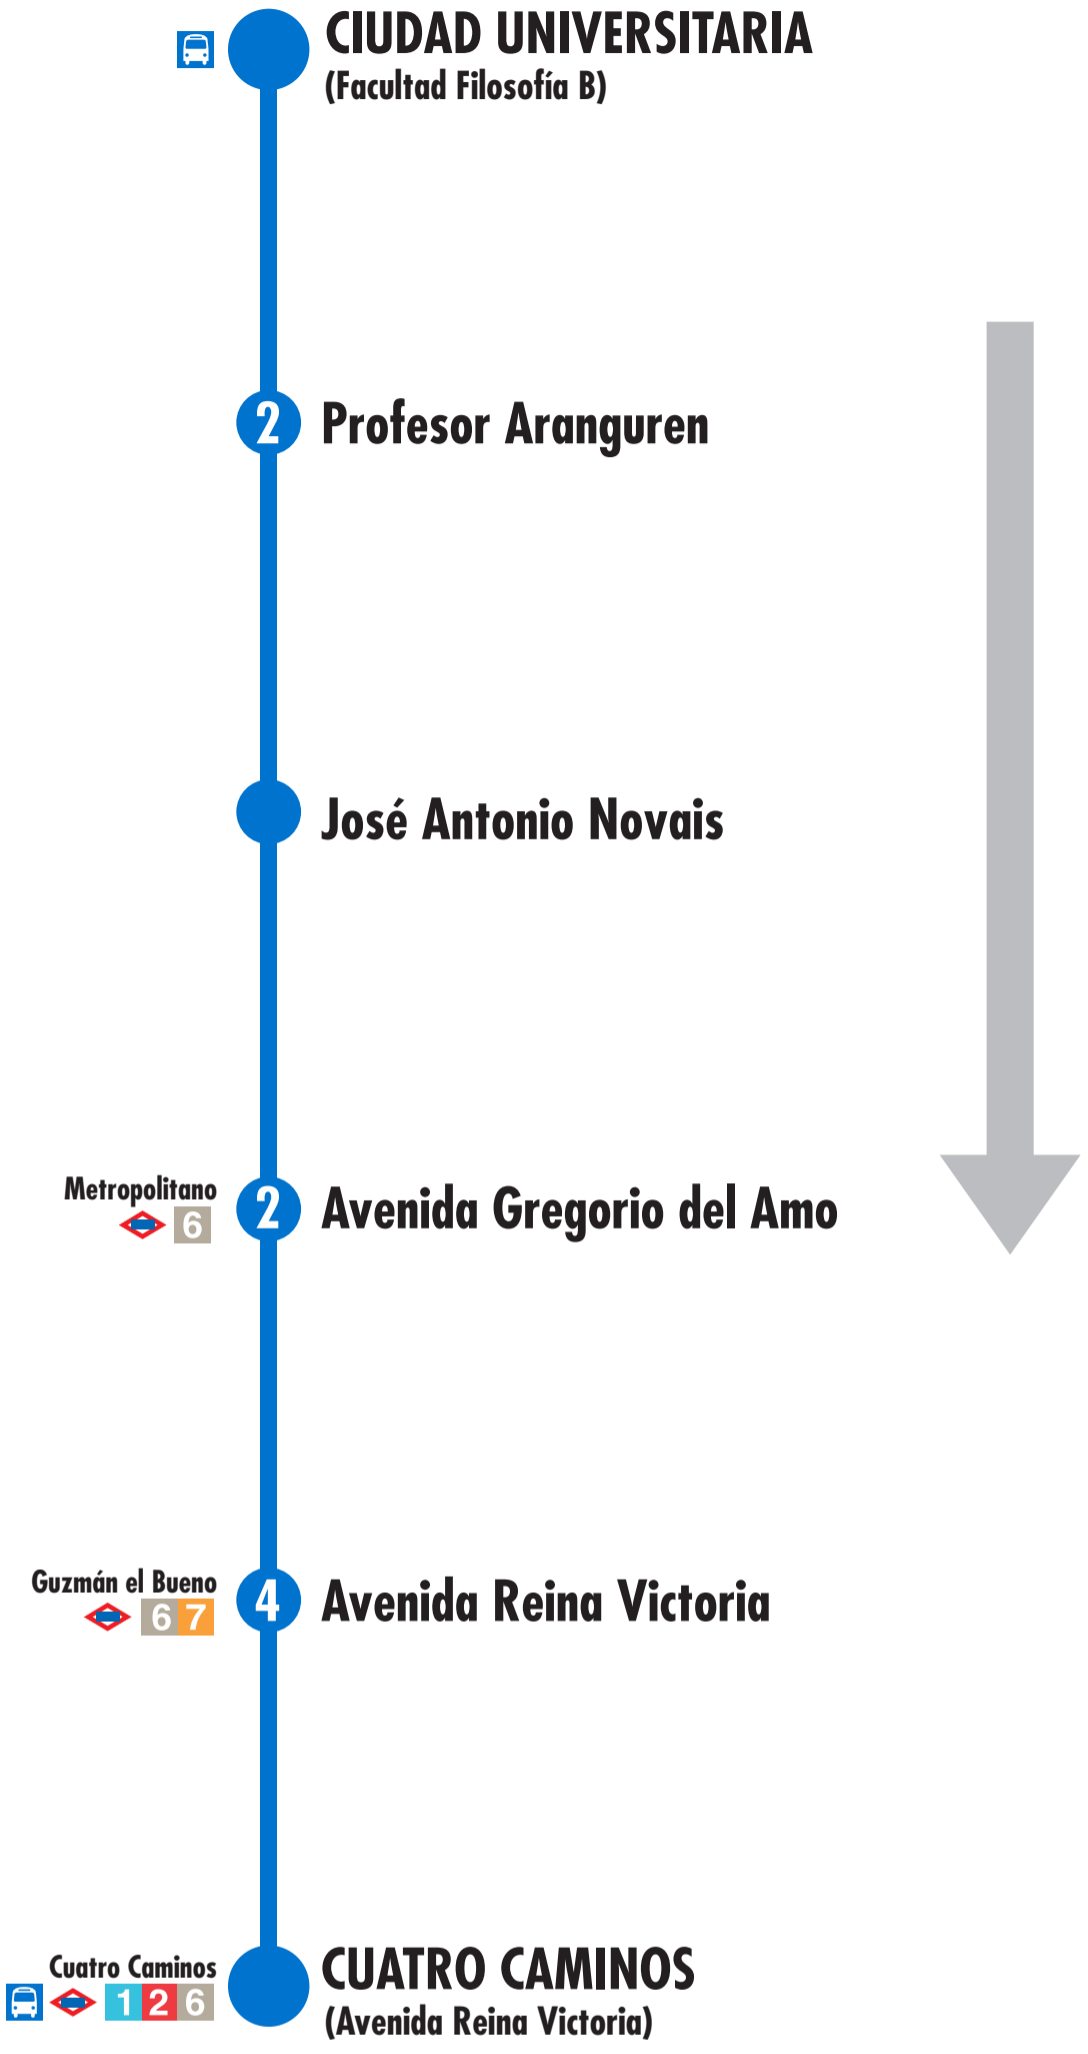 CIUDAD UNIVERSITARIA
(Facultad Filosofía B)
2 Profesor Aranguren
José Antonio Novais
Metropolitano
6
2 Avenida Gregorio del Amo
Guzmán el Bueno
6 7
4 Avenida Reina Victoria
Cuatro Caminos
1 2 6
CUATRO CAMINOS
(Avenida Reina Victoria)